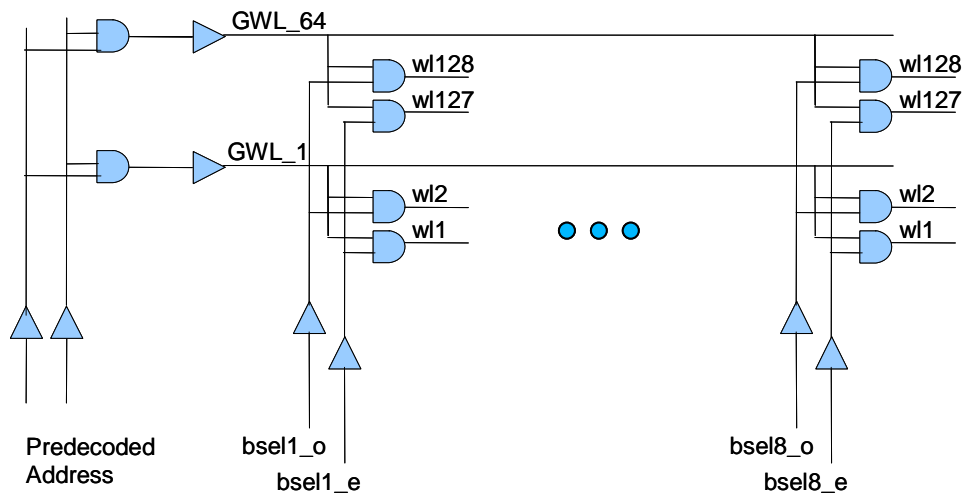 GWL_64
wl128
wl127
wl128
wl127
GWL_1
wl2
wl1
wl2
wl1
Predecoded
Address
bsel1_o
bsel1_e
bsel8_o
bsel8_e